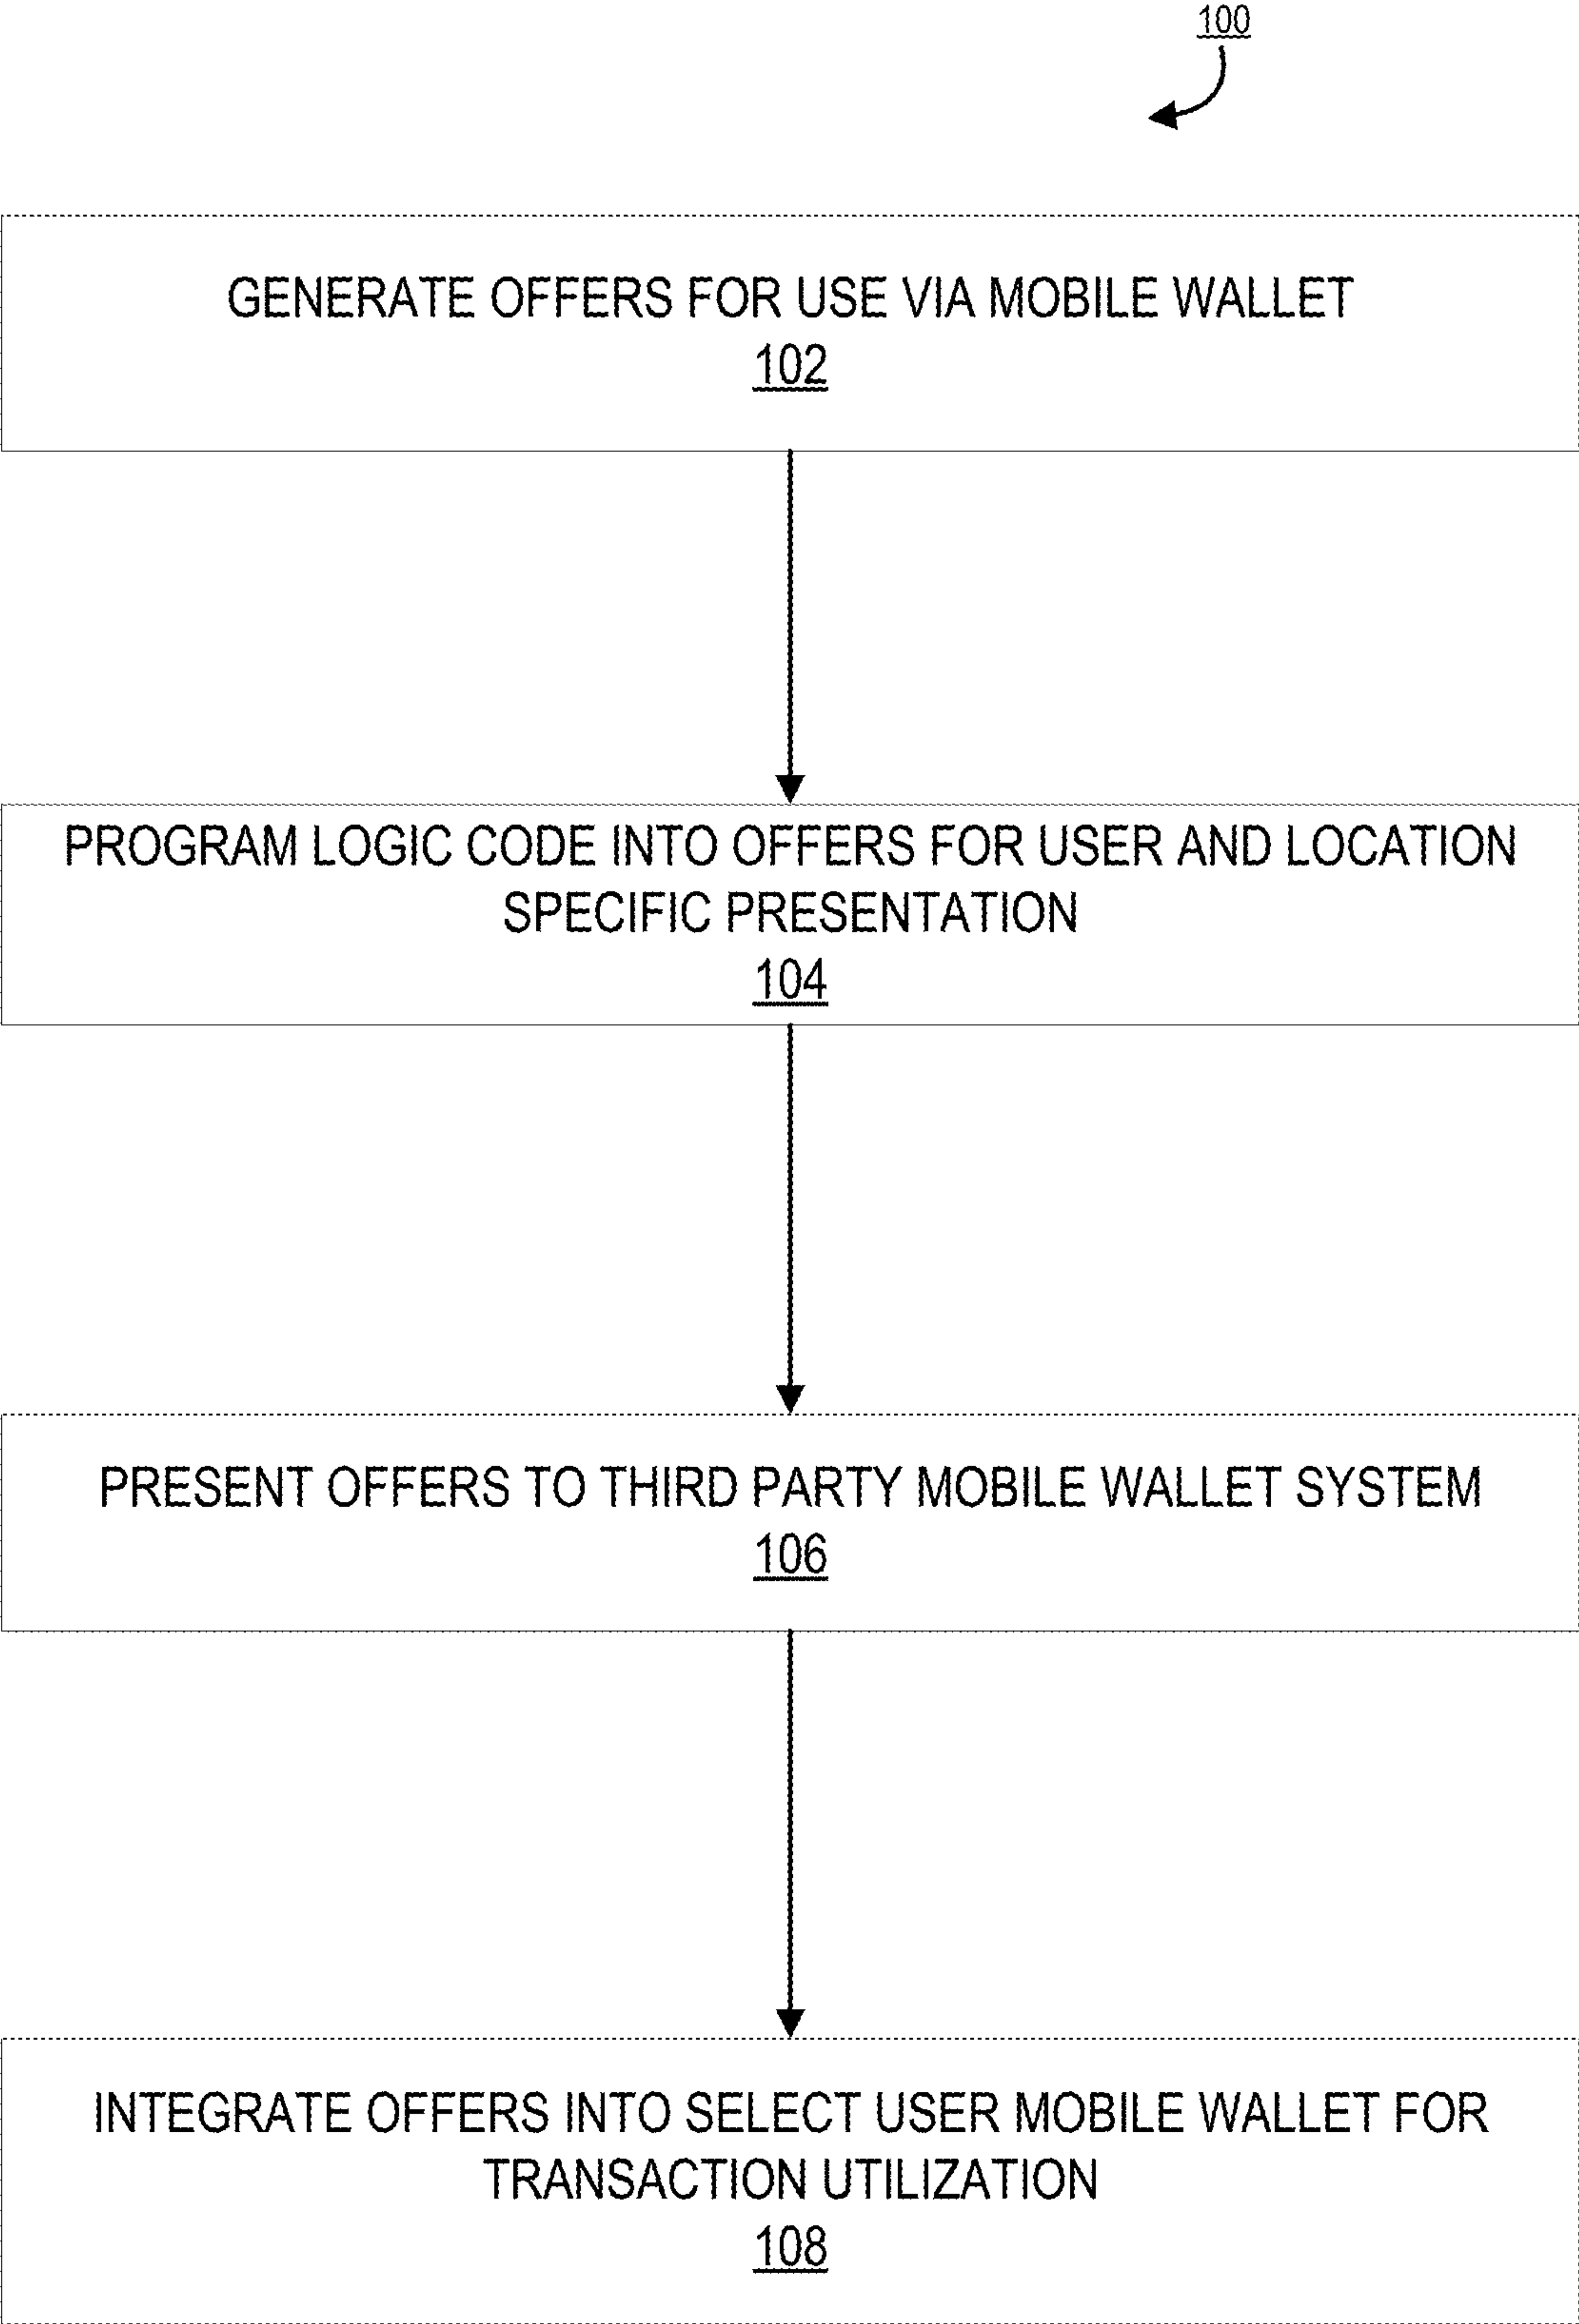 100
GENERATE OFFERS FOR USE VIA MOBILE WALLET
102
PROGRAM LOGIC CODE INTO OFFERS FOR USER AND LOCATION
SPECIFIC PRESENTATION
104
PRESENT OFFERS TO THIRD PARTY MOBILE WALLET SYSTEM
106
INTEGRATE OFFERS INTO SELECT USER MOBILE WALLET FOR
TRANSACTION UTILIZATION
108